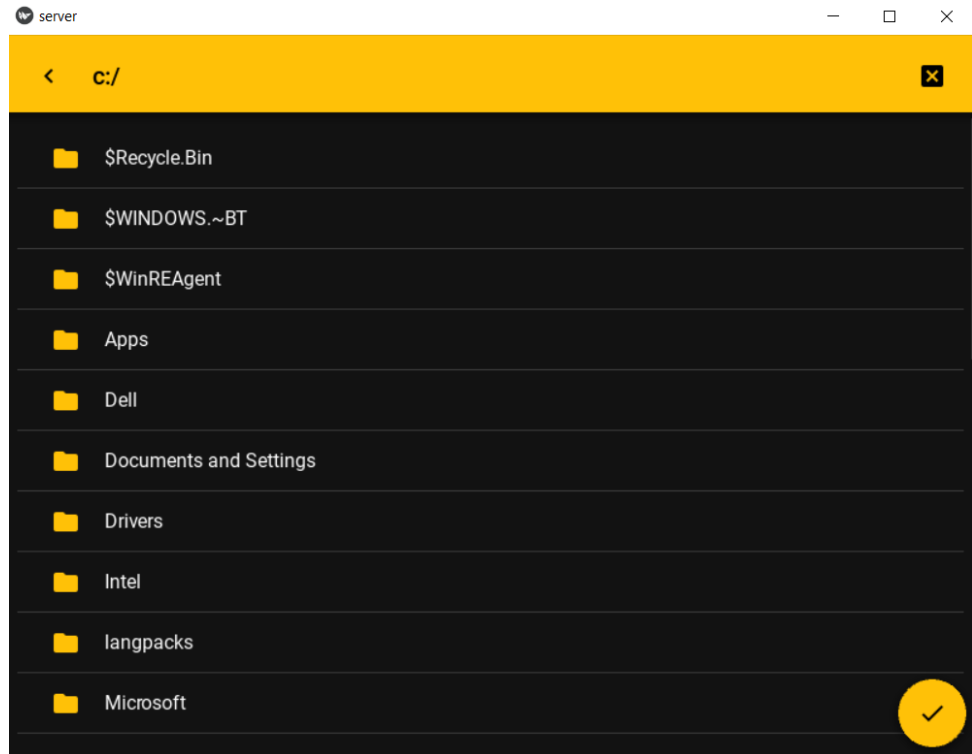 server
c:/
$Recycle.Bin
$WINDOWS.~BT
$WinREAgent
Apps
Dell
Documents and Settings
Drivers
Intel
langpacks
Microsoft